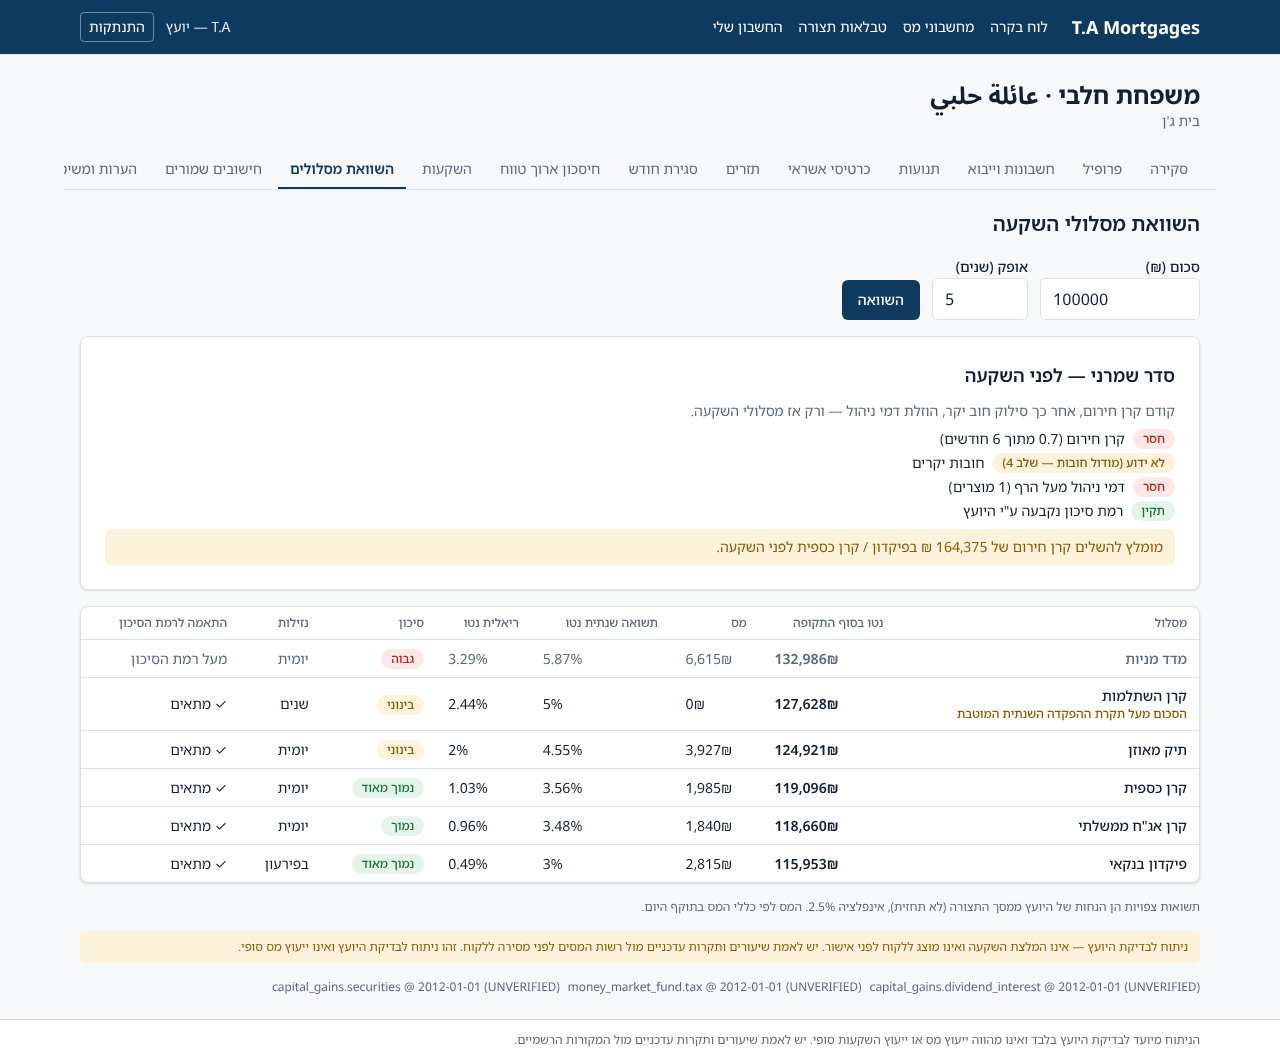 T.A Mortgages לוח בקרה מחשבוני מס טבלאות תצורה החשבון שלי T.A — יועץ התנתקות
משפחת חלבי · عائلة حلبي
בית ג'ן
סקירה פרופיל חשבונות וייבוא תנועות כרטיסי אשראי תזרים סגירת חודש חיסכון ארוך טווח השקעות השוואת מסלולים חישובים שמורים הערות ומשי
השוואת מסלולי השקעה
סכום (₪) אופק (שנים)
100000 5 השוואה
סדר שמרני — לפני השקעה
קודם קרן חירום, אחר כך סילוק חוב יקר, הוזלת דמי ניהול — ורק אז מסלולי השקעה.
חסר קרן חירום (0.7 מתוך 6 חודשים)
לא ידוע (מודול חובות — שלב 4) חובות יקרים
חסר דמי ניהול מעל הרף (1 מוצרים)
תקין רמת סיכון נקבעה ע"י היועץ
מומלץ להשלים קרן חירום של 164,375 ₪ בפיקדון / קרן כספית לפני השקעה.
מסלול נטו בסוף התקופה מס תשואה שנתית נטו ריאלית נטו סיכון נזילות התאמה לרמת הסיכון
מדד מניות 132,986₪ 6,615₪ 5.87% 3.29% גבוה יומית מעל רמת הסיכון
קרן השתלמות 127,628₪ 0₪ 5% 2.44% בינוני שנים ✓ מתאים
הסכום מעל תקרת ההפקדה השנתית המוטבת
תיק מאוזן 124,921₪ 3,927₪ 4.55% 2% בינוני יומית ✓ מתאים
קרן כספית 119,096₪ 1,985₪ 3.56% 1.03% נמוך מאוד יומית ✓ מתאים
קרן אג"ח ממשלתי 118,660₪ 1,840₪ 3.48% 0.96% נמוך יומית ✓ מתאים
פיקדון בנקאי 115,953₪ 2,815₪ 3% 0.49% נמוך מאוד בפירעון ✓ מתאים
תשואות צפויות הן הנחות של היועץ ממסך התצורה (לא תחזית), אינפלציה 2.5%. המס לפי כללי המס בתוקף היום.
ניתוח לבדיקת היועץ — אינו המלצת השקעה ואינו מוצג ללקוח לפני אישור. יש לאמת שיעורים ותקרות עדכניים מול רשות המסים לפני מסירה ללקוח. זהו ניתוח לבדיקת היועץ ואינו ייעוץ מס סופי.
capital_gains.securities @ 2012-01-01 (UNVERIFIED) money_market_fund.tax @ 2012-01-01 (UNVERIFIED) capital_gains.dividend_interest @ 2012-01-01 (UNVERIFIED)
הניתוח מיועד לבדיקת היועץ בלבד ואינו מהווה ייעוץ מס או ייעוץ השקעות סופי. יש לאמת שיעורים ותקרות עדכניים מול המקורות הרשמיים.